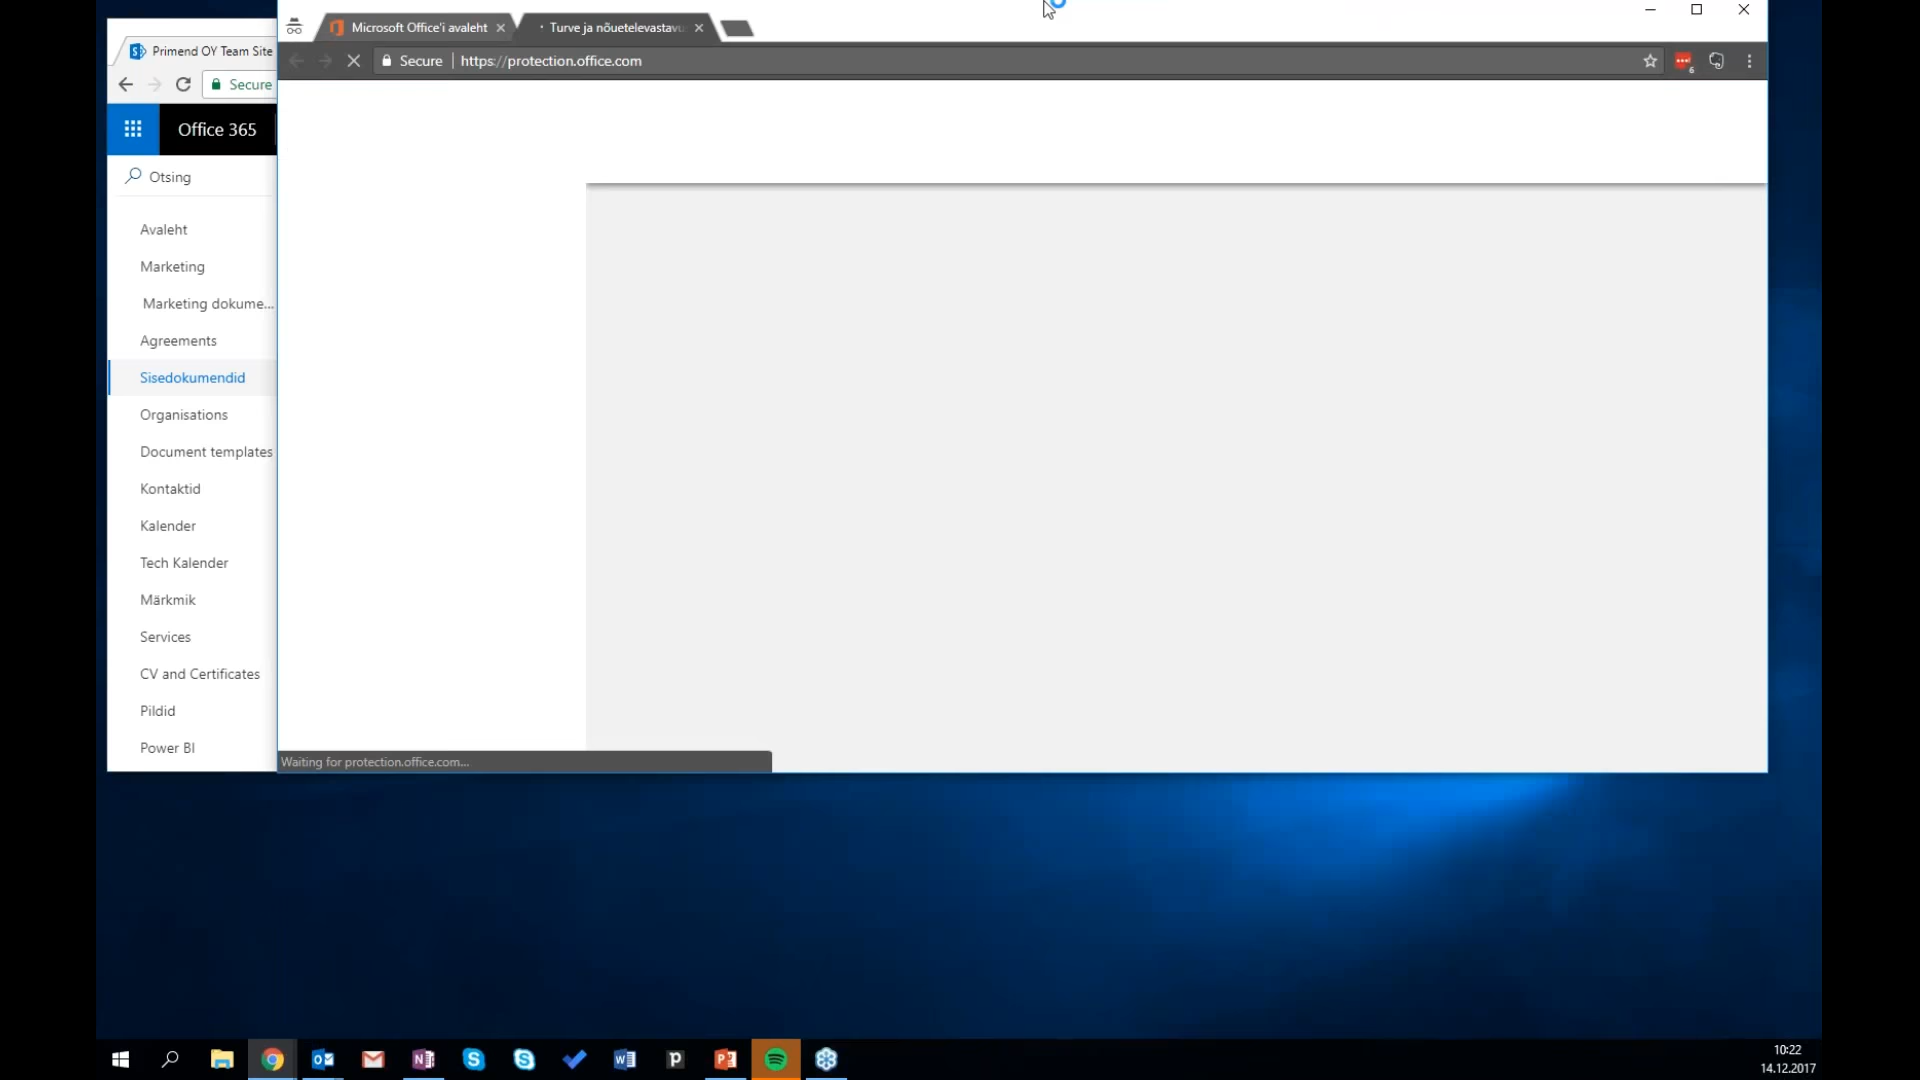 Primend OY Team Site
Secure
Office 365
Otsing
Avaleht
Marketing
Marketing dokume...
Agreements
Sisedokumendid
Organisations
Document templates
Kontaktid
Kalender
Tech Kalender
Märkmik
Services
CV and Certificates
Pildid
Power BI
Microsoft Office'i avaleht
Turve ja nõuetelevastavu
Secure
https://protection.office.com
6
Waiting for protection.office.com...
10:22
14.12.2017